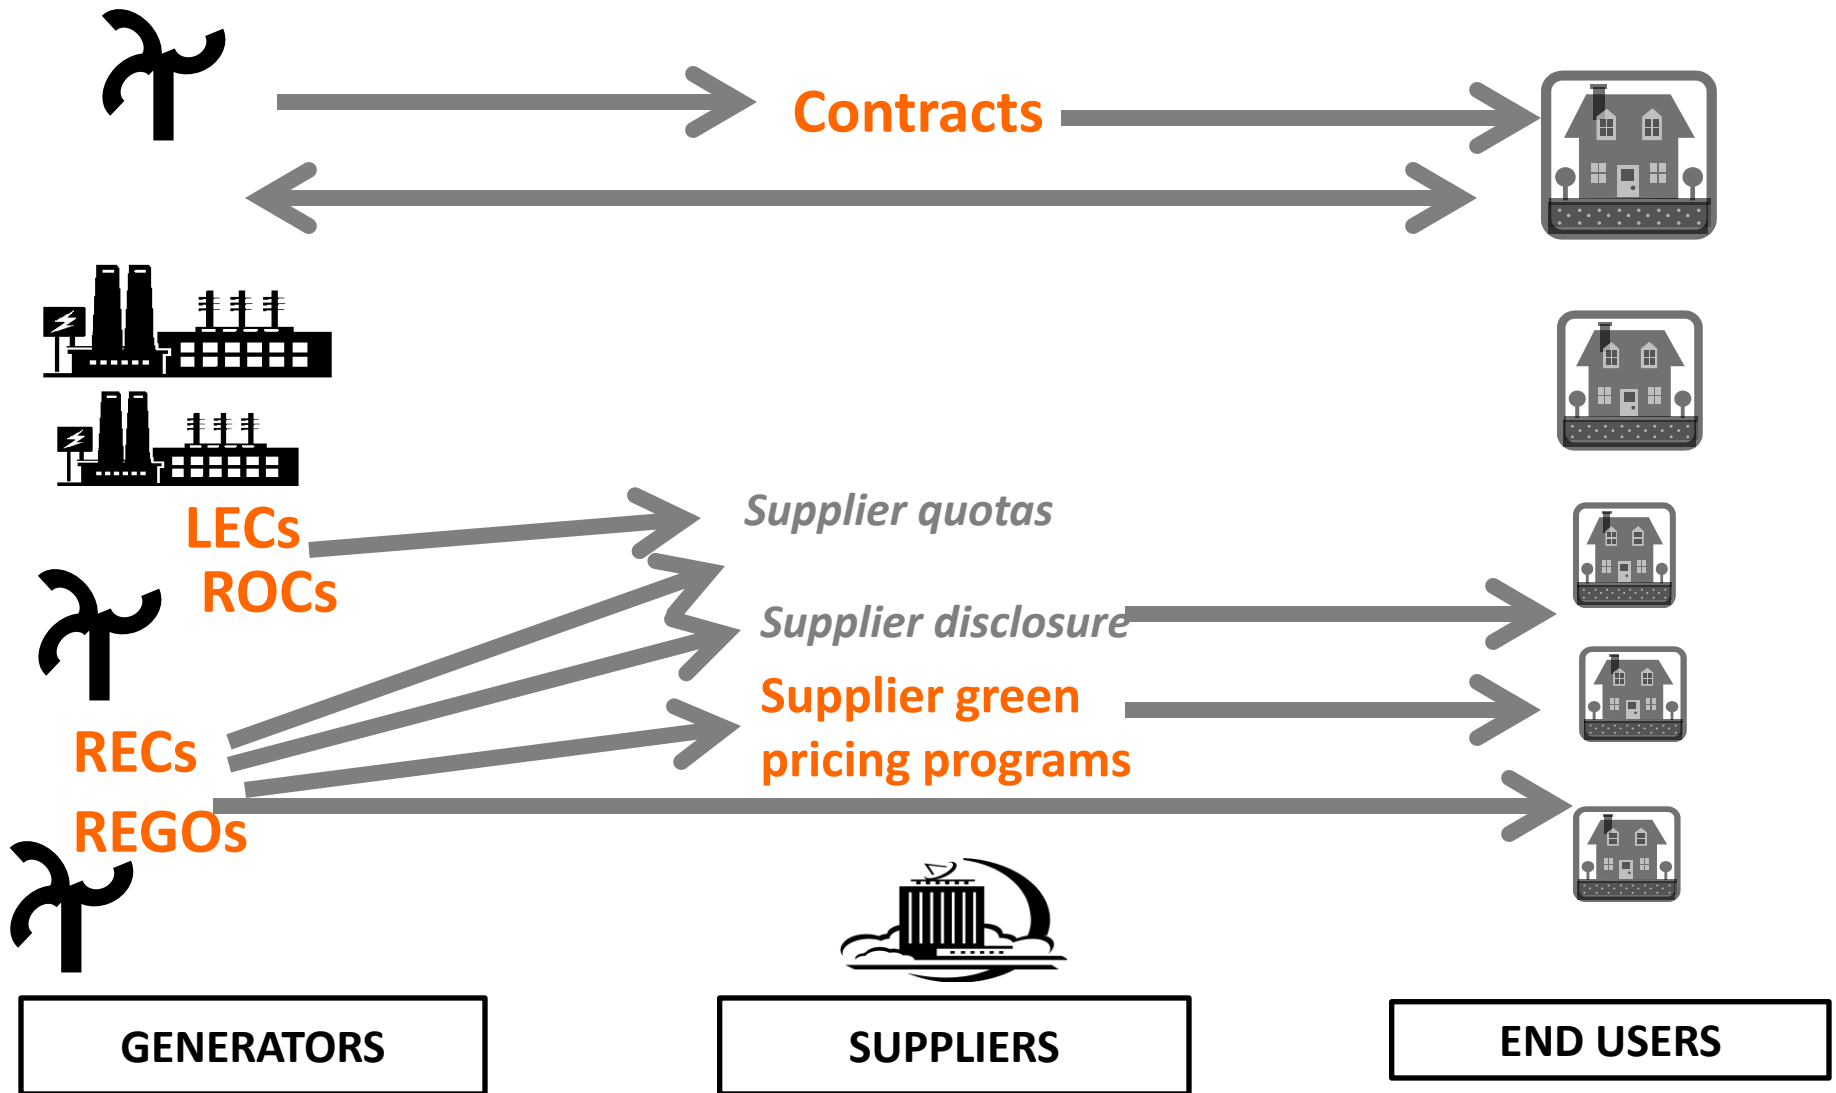 Contracts
LECs
ROCs
Supplier quotas
Supplier disclosure
Supplier green
pricing programs
RECs
REGOs
GENERATORS
SUPPLIERS
END USERS